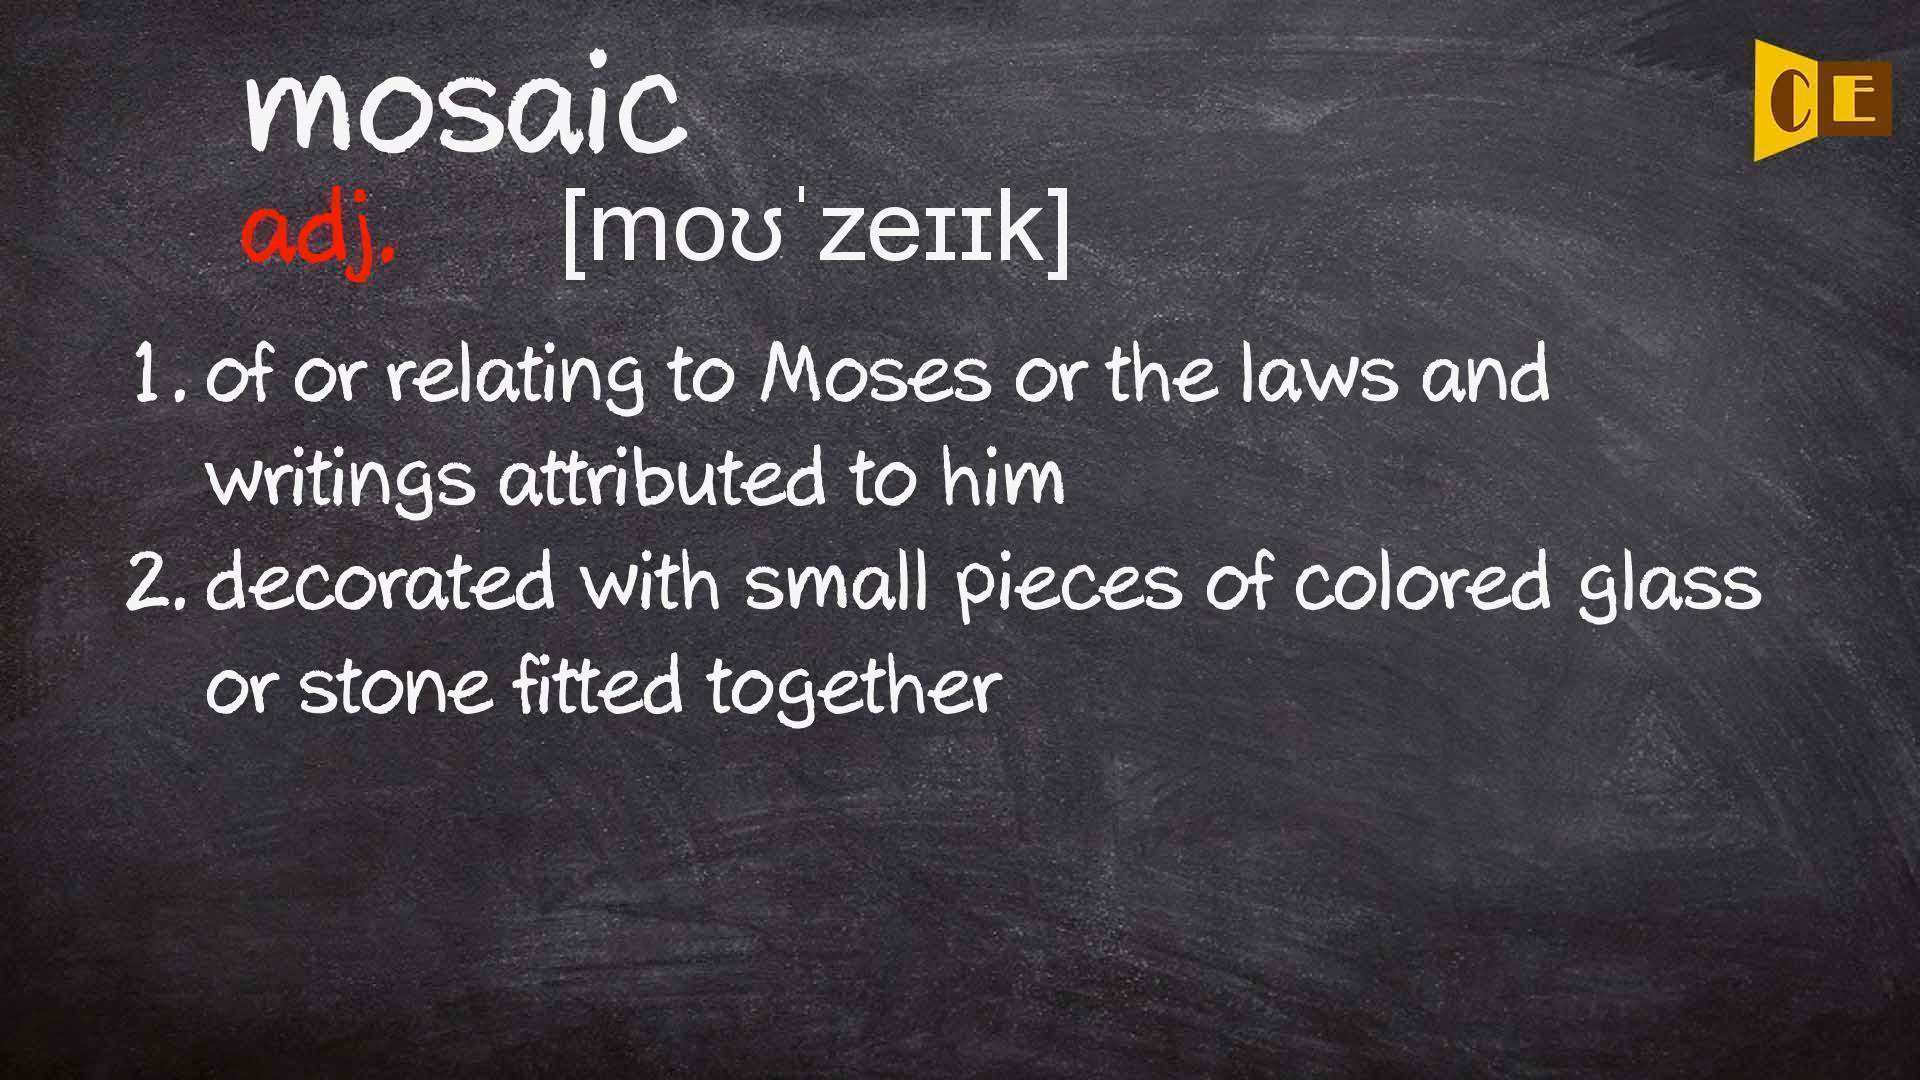 mosaic
CE
adj. [moʊˈzeɪɪk]
1. of or relating to Moses or the laws and
writings attributed to him
2. decorated with small pieces of colored glass
or stone fitted together